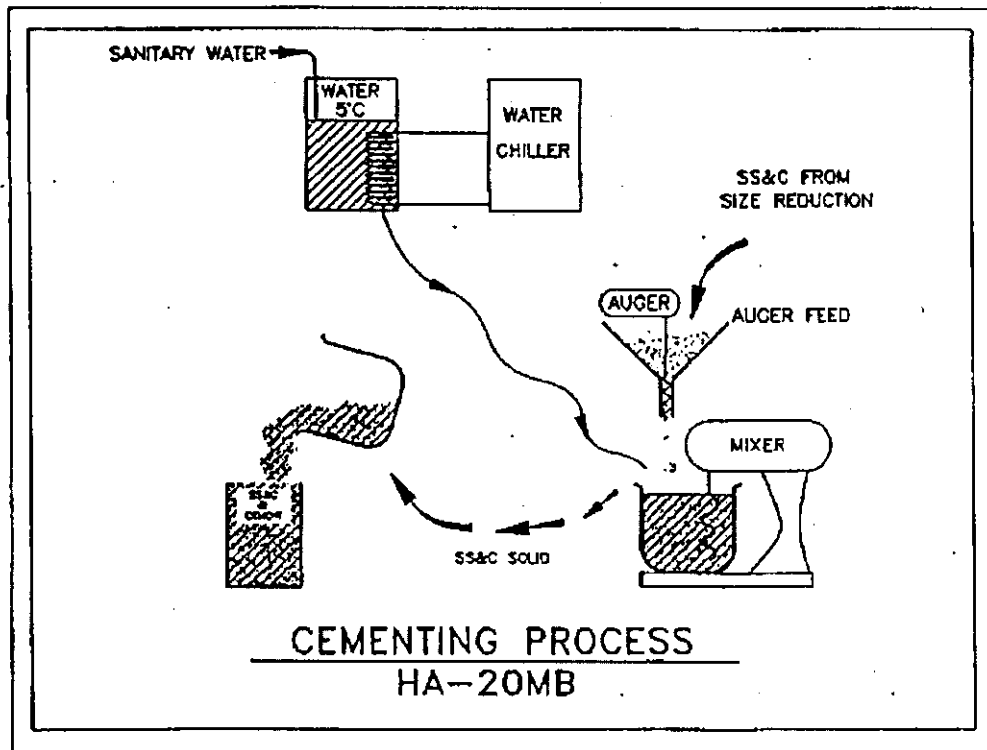 SANITARY WATER
WATER
5°C
WATER
CHILLER
SS&C FROM
SIZE REDUCTION
AUGER
AUGER FEED
MIXER
SS&C SOLID
CEMENTING PROCESS
HA-20MB